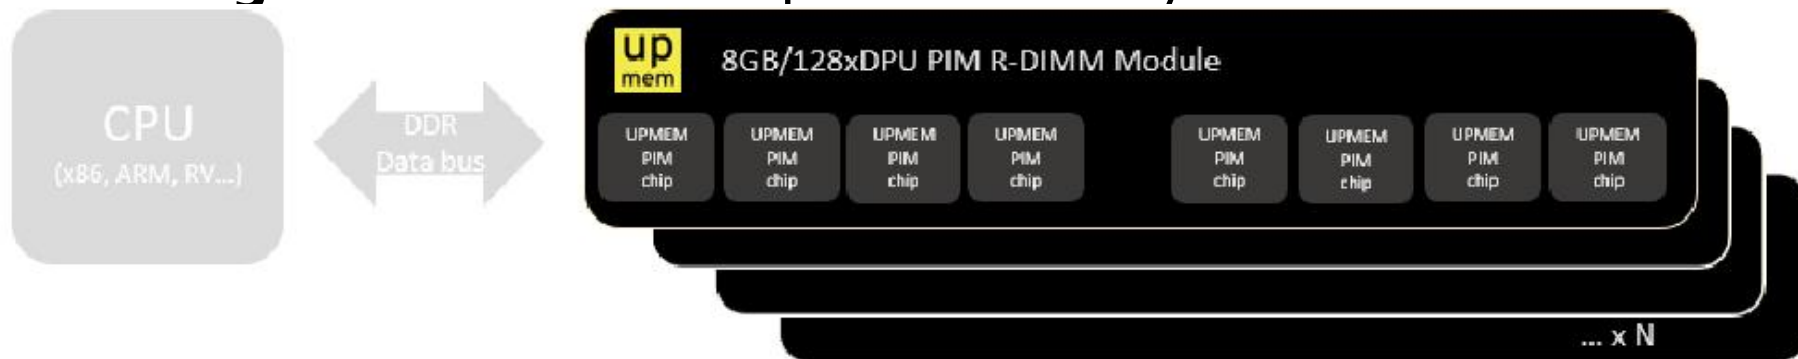 CPU
(x86, ARM, RV...)
DDR
Data bus
up
mem
8GB/128xDPU PIM R-DIMM Module
UPMEM
PIM
chip
UPMEM
PIM
chip
UPMEM
PIM
chip
UPMEM
PIM
chip
UPMEM
PIM
chip
UPMEM
PIM
chip
UPMEM
PIM
chip
UPMEM
PIM
chip
... x N